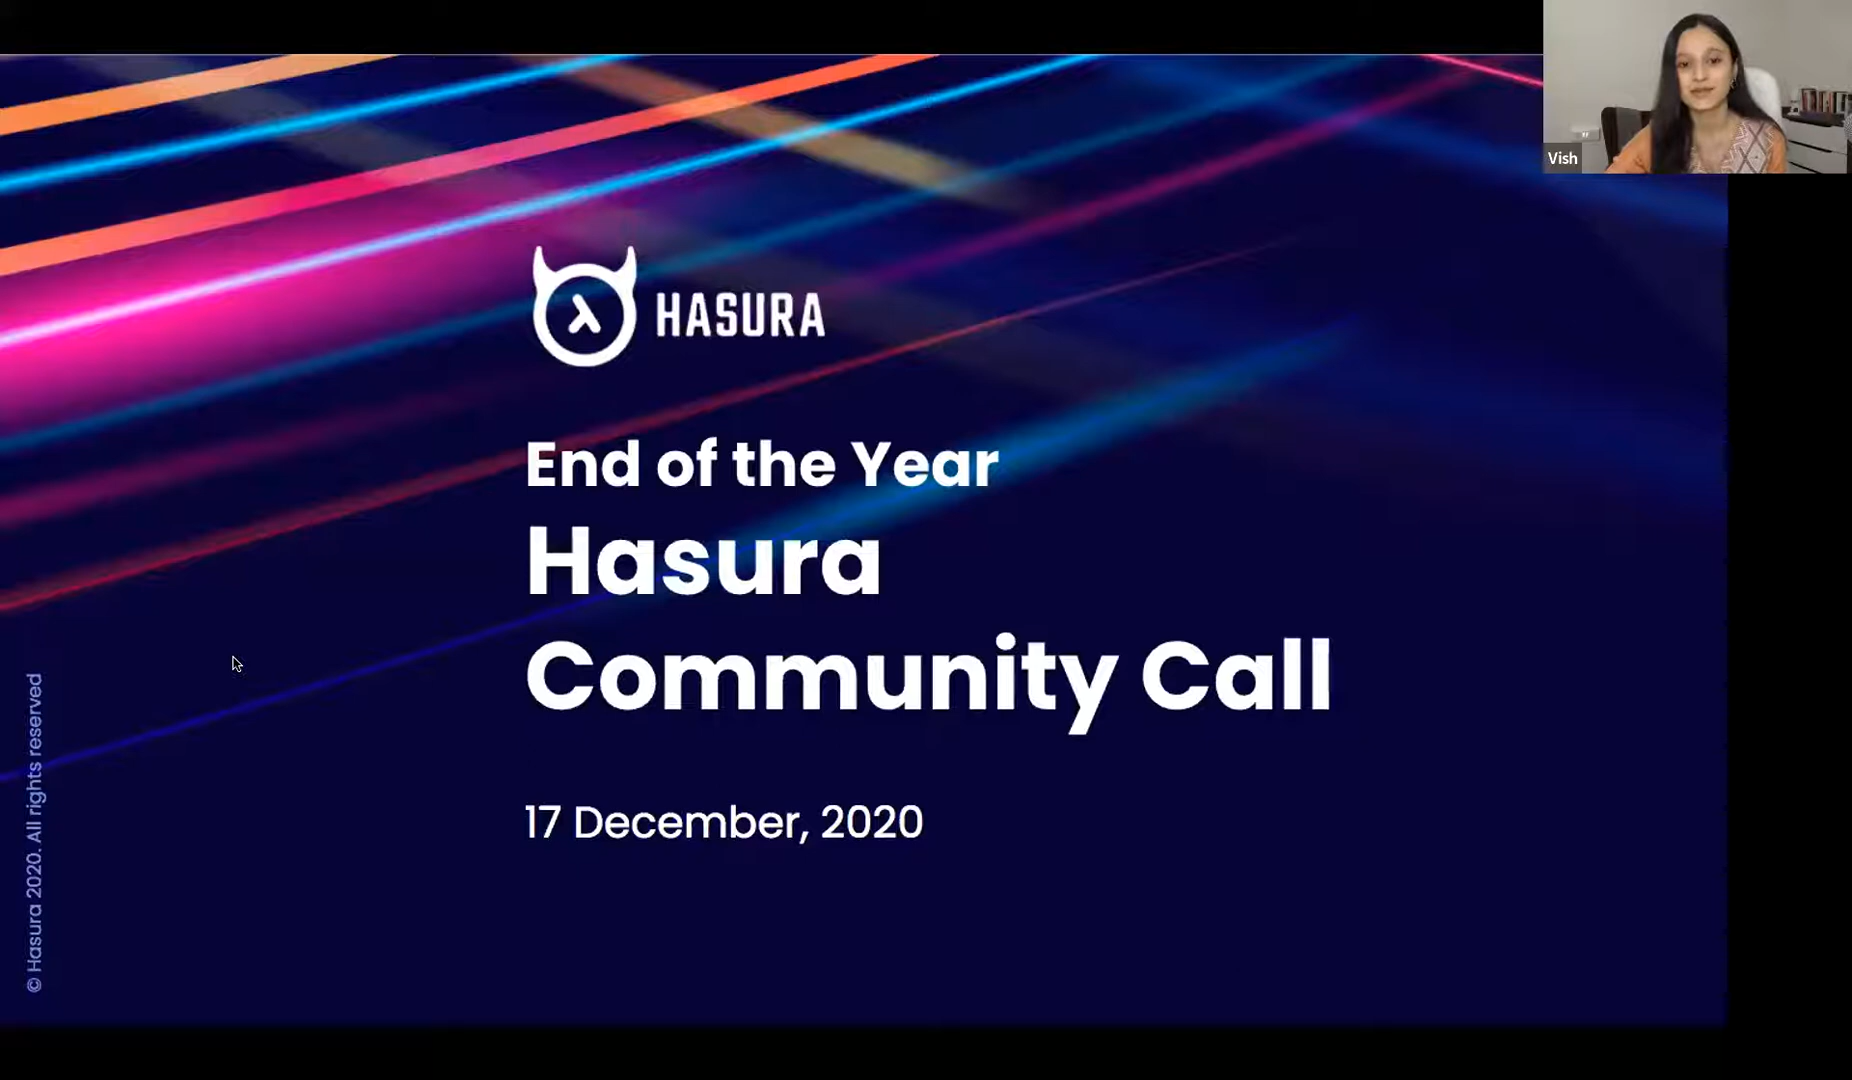 Vish
HASURA
End of the Year
Hasura
Community Call
17 December, 2020
© Hasura 2020. All rights reserved